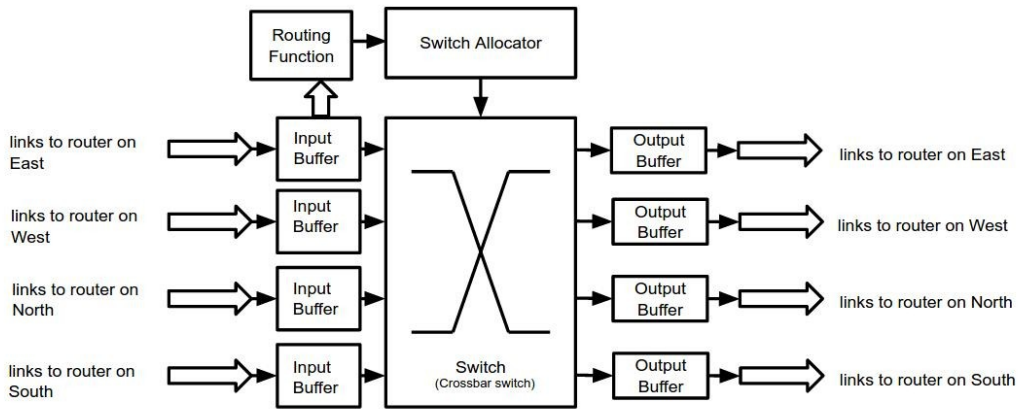 Routing
Function
Switch Allocator
links to router on
East
Input
Buffer
Output
Buffer
links to router on East
links to router on
West
Input
Buffer
Output
Buffer
links to router on West
links to router on
North
Input
Buffer
Output
Buffer
links to router on North
links to router on
South
Input
Buffer
Switch
(Crossbar switch)
Output
Buffer
links to router on South